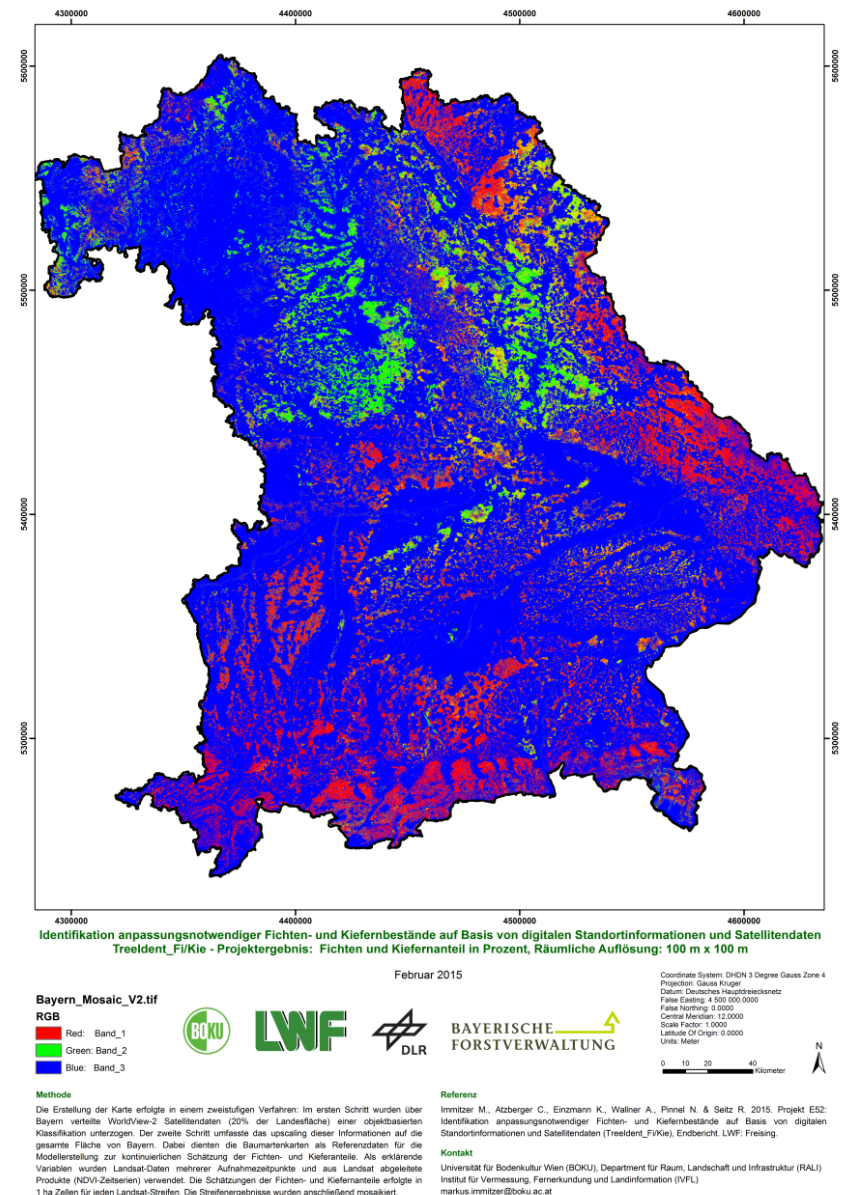 4300000 4400000 4500000 4600000
5600000 5600000
5500000 5500000
5400000 5400000
5300000 5300000
4300000 4400000 4500000 4600000
Identifikation anpassungsnotwendiger Fichten- und Kiefernbestände auf Basis von digitalen Standortinformationen und Satellitendaten
TreeIdent_Fi/Kie - Projektergebnis: Fichten und Kiefernanteil in Prozent, Räumliche Auflösung: 100 m x 100 m
Februar 2015
Bayern_Mosaic_V2.tif
RGB
Red: Band_1
Green: Band_2
Blue: Band_3
BOKU
LWF
DLR
BAYERISCHE
FORSTVERWALTUNG
Coordinate System: DHDN 3 Degree Gauss Zone 4
Projection: Gauss Kruger
Datum: Deutsches Hauptdreiecksnetz
False Easting: 4 500 000.0000
False Northing: 0.0000
Central Meridian: 12.0000
Scale Factor: 1.0000
Latitude Of Origin: 0.0000
Units: Meter
N
0 10 20 40
Kilometer
Methode
Die Erstellung der Karte erfolgte in einem zweistufigen Verfahren: Im ersten Schritt wurden über
Bayern verteilte WorldView-2 Satellitendaten (20% der Landesfläche) einer objektbasierten
Klassifikation unterzogen. Der zweite Schritt umfasste das upscaling dieser Informationen auf die
gesamte Fläche von Bayern. Dabei dienten die Baumartenkarten als Referenzdaten für die
Modellerstellung zur kontinuierlichen Schätzung der Fichten- und Kieferanteile. Als erklärende
Variablen wurden Landsat-Daten mehrerer Aufnahmezeitpunkte und aus Landsat abgeleitete
Produkte (NDVI-Zeitserien) verwendet. Die Schätzungen der Fichten- und Kiefernanteile erfolgte in
1 ha Zellen für jeden Landsat-Streifen. Die Streifenergebnisse wurden anschließend mosaikiert.
Referenz
Immitzer M., Atzberger C., Einzmann K., Wallner A., Pinnel N. & Seitz R. 2015. Projekt E52:
Identifikation anpassungsnotwendiger Fichten- und Kiefernbestände auf Basis von digitalen
Standortinformationen und Satellitendaten (TreeIdent_Fi/Kie), Endbericht. LWF: Freising.
Kontakt
Universität für Bodenkultur Wien (BOKU), Department für Raum, Landschaft und Infrastruktur (RALI)
Institut für Vermessung, Fernerkundung und Landinformation (IVFL)
markus.immitzer@boku.ac.at